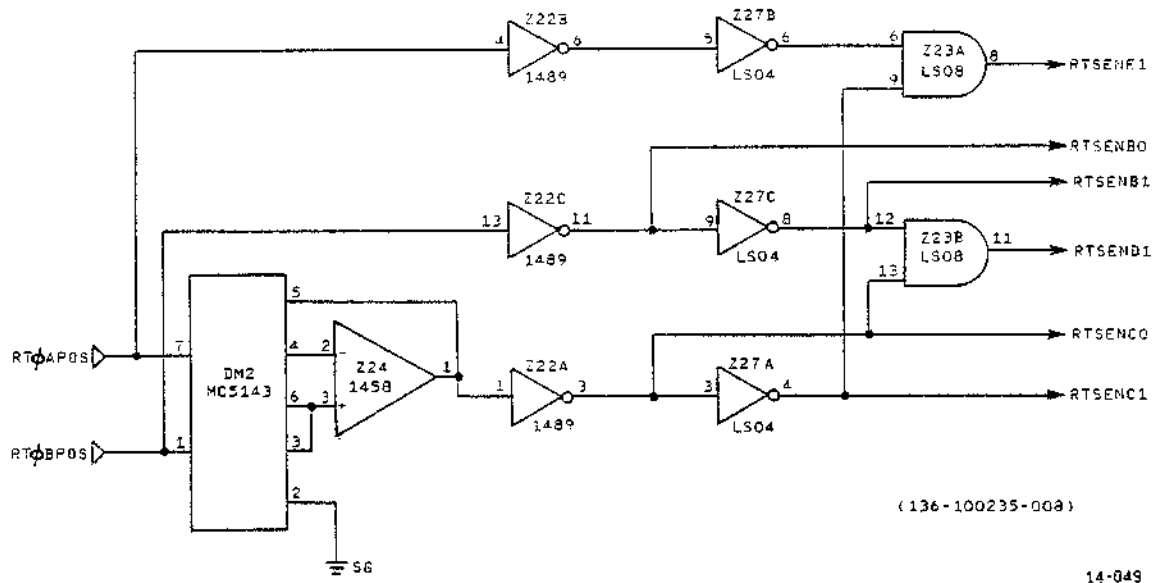 Z22B
4
6
1489
Z27B
5
6
LS04
6
Z23A
LS08
9
8
RTSENE1
RTSENB0
RTSENB1
Z22C
13
11
1489
Z27C
9
8
LS04
12
Z23B
LS08
13
11
RTSEND1
RTϕAPOS
7
RTϕBPOS
1
DM2
MC5143
5
4
6
3
2
2
-
Z24
1458
3
+
1
Z22A
1
3
1489
Z27A
3
4
LS04
RTSENC0
RTSENC1
SG
(136-100235-008)
14-049